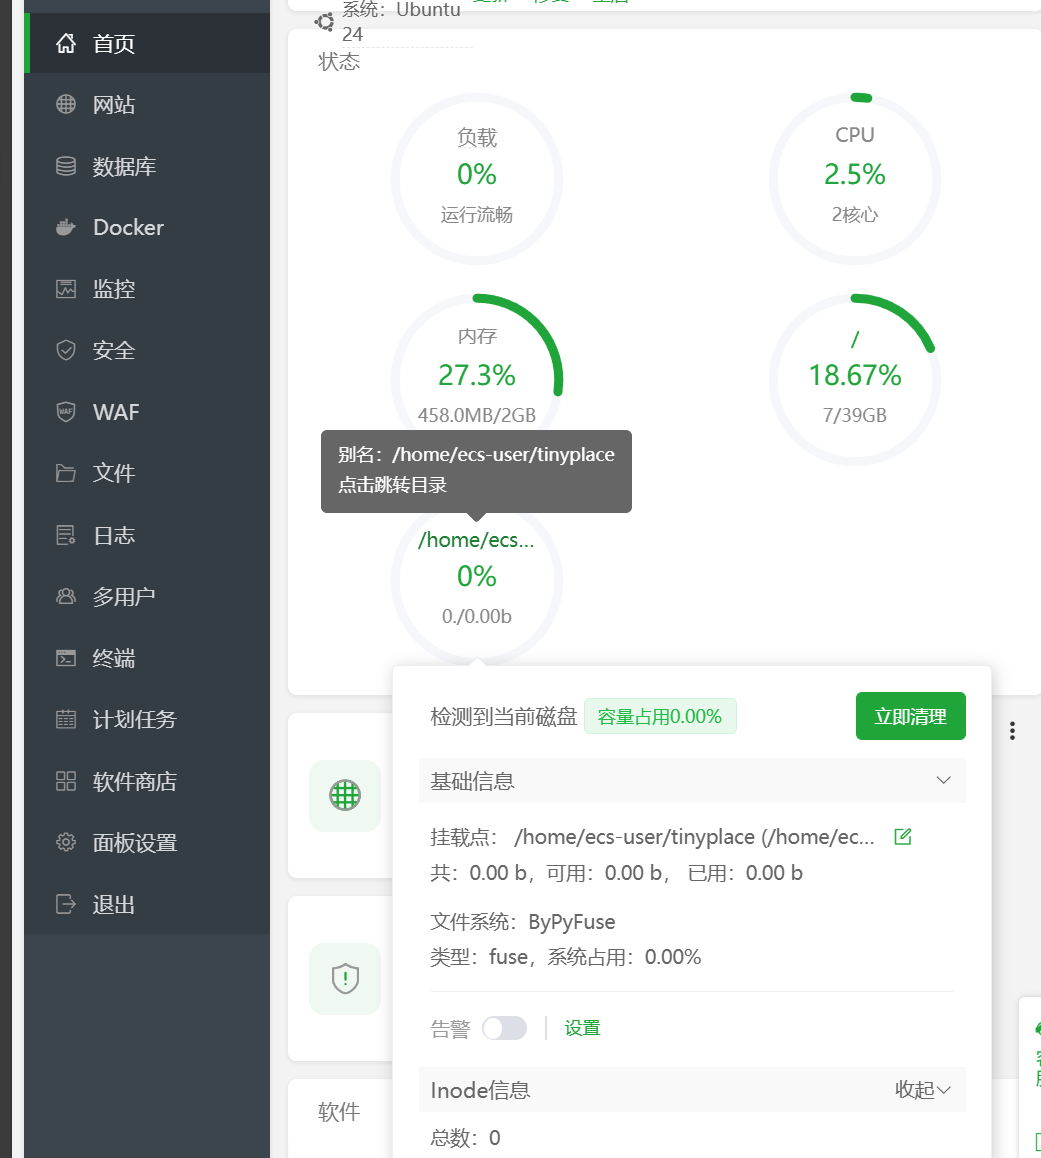 系统：Ubuntu
24
首页
网站
数据库
Docker
监控
安全
WAF
文件
日志
多用户
终端
计划任务
软件商店
面板设置
退出
状态
负载
0%
运行流畅
CPU
2.5%
2核心
内存
27.3%
458.0MB/2GB
/
18.67%
7/39GB
别名：/home/ecs-user/tinyplace
点击跳转目录
/home/ecs...
0%
0./0.00b
检测到当前磁盘 容量占用0.00%
立即清理
基础信息
挂载点： /home/ecs-user/tinyplace (/home/ec...
共：0.00 b，可用：0.00 b， 已用：0.00 b
文件系统：ByPyFuse
类型：fuse，系统占用：0.00%
告警
设置
Inode信息
收起
总数：0
软件